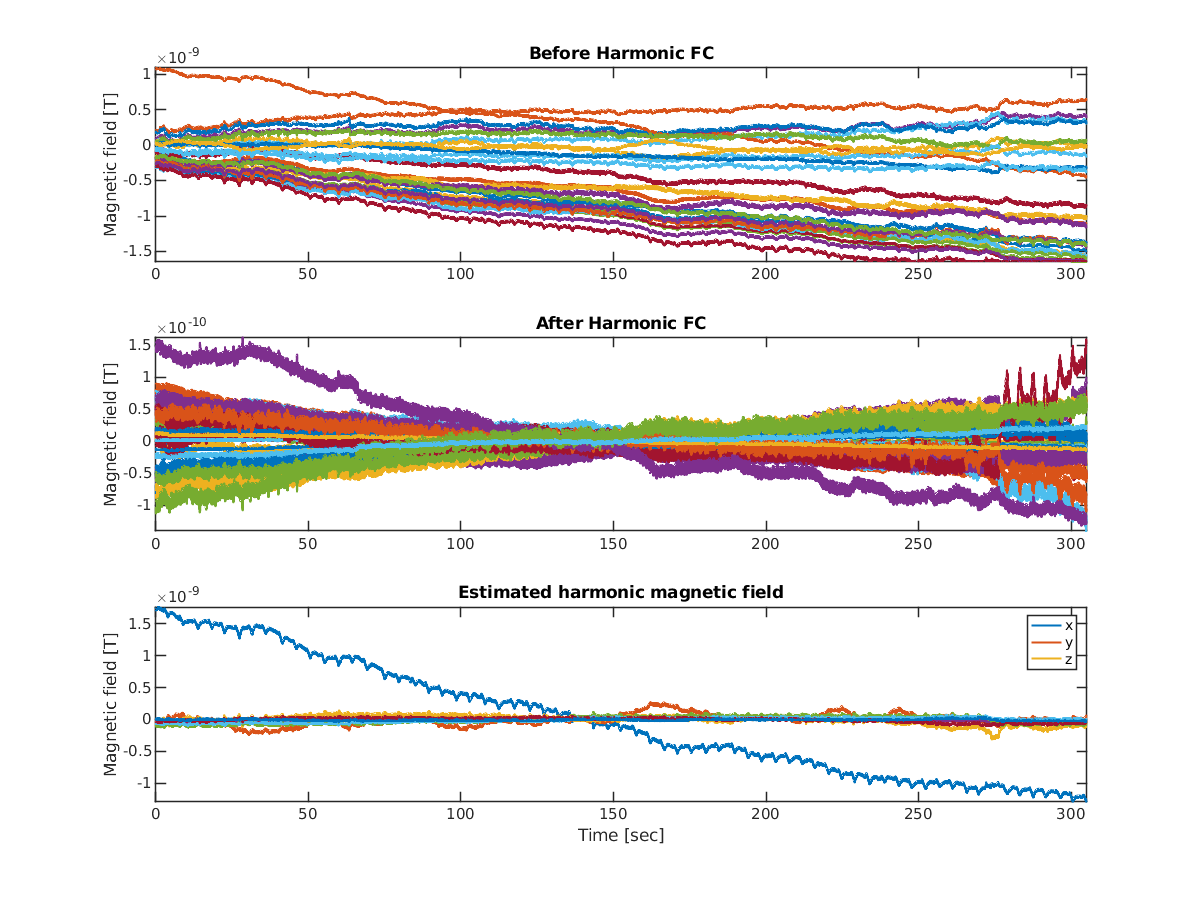 Before Harmonic FC
×10-9
Magnetic field [T]
1
0.5
0
-0.5
-1
-1.5
0 50 100 150 200 250 300
After Harmonic FC
×10-10
Magnetic field [T]
1.5
1
0.5
0
-0.5
-1
0 50 100 150 200 250 300
Estimated harmonic magnetic field
×10-9
Magnetic field [T]
1.5
1
0.5
0
-0.5
-1
x
y
z
0 50 100 150 200 250 300
Time [sec]